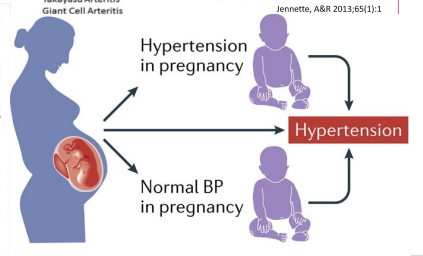 Takayasu Arteritis
Giant Cell Arteritis
Jennette, A&R 2013;65(1):1
Hypertension
in pregnancy
Hypertension
Normal BP
in pregnancy